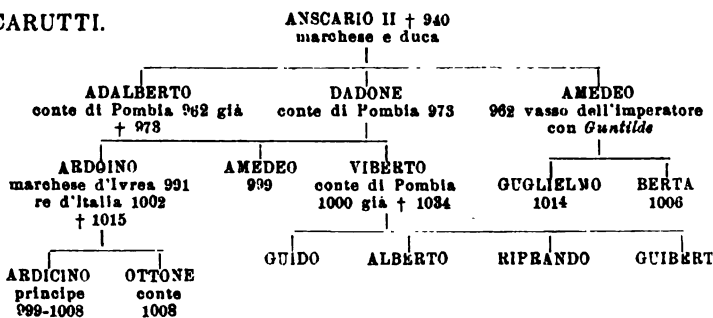 CARUTTI.
ANSCARIO II † 940
marchese e duca
ADALBERTO DADONE AMEDEO
conte di Pombia 962 già conte di Pombia 973 962 vasso dell'imperatore
† 973 con Guntilde
ARDOINO AMEDEO VIBERTO GUGLIELMO BERTA
marchese d'Ivrea 991 999 conte di Pombia 1014 1006
re d'Italia 1002 1000 già † 1034
† 1015
GUIDO ALBERTO RIPRANDO GUIBERT
ARDICINO OTTONE
principe conte
999-1008 1008